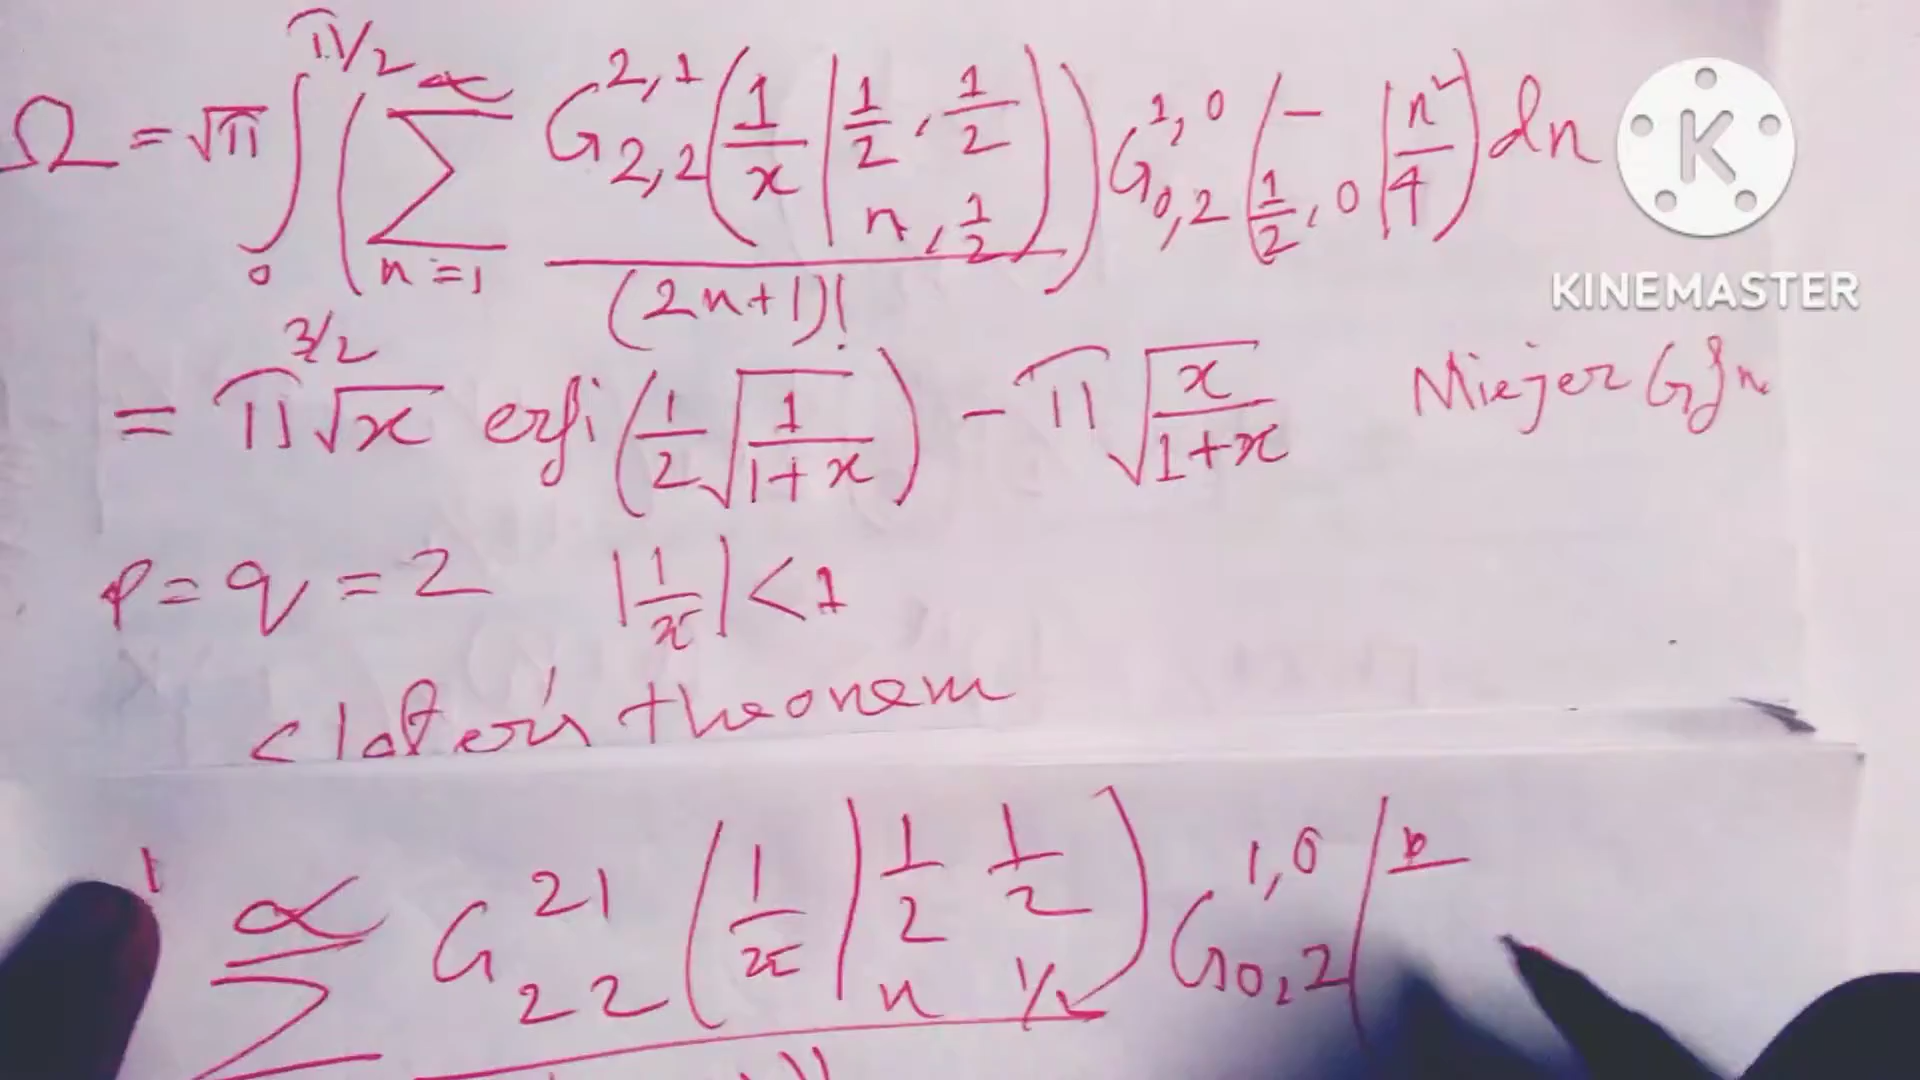 Ω = √π ∫₀^{π/2} ( ∑_{n=1}^{∝} G^{2,1}_{2,2}( 1/x | 1/2, 1/2 ; n, 1/2 ) / (2n+1)! ) G^{1,0}_{0,2}( − ; 1/2, 0 | n²/4 ) dn
K
KINEMASTER
= π^{3/2} √x erfi( 1/2 √(1/(1+x)) ) − π √(x/(1+x)) Miejer G fn.
p = q = 2 |1/x| < 1
slater's theorem
∑^{∝} G^{21}_{22}( 1/x | 1/2 1/2 ; n 1/2 ) G^{1,0}_{0,2}(